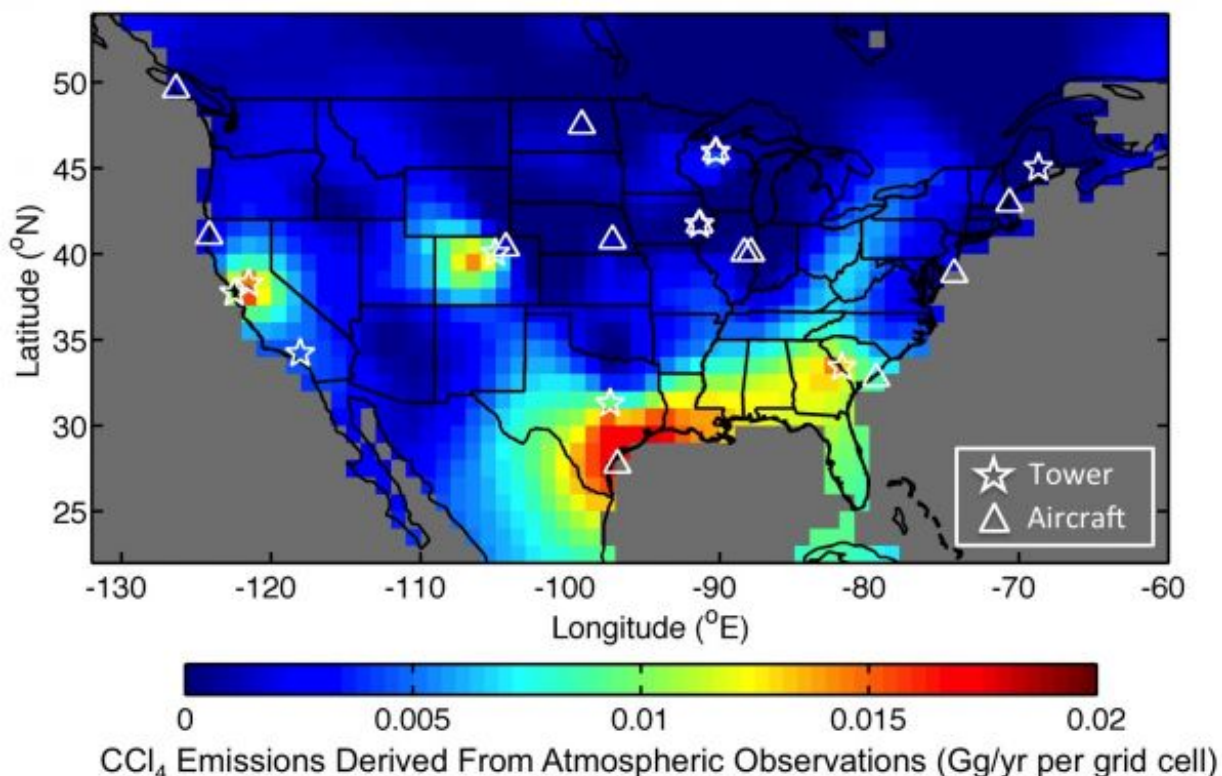 50
45
40
35
30
25
Latitude (°N)
Tower
Aircraft
-130 -120 -110 -100 -90 -80 -70 -60
Longitude (°E)
0 0.005 0.01 0.015 0.02
CCl₄ Emissions Derived From Atmospheric Observations (Gg/yr per grid cell)